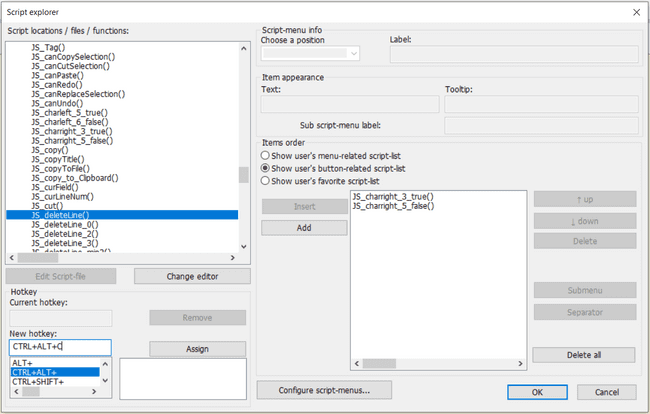 Script explorer
Script locations / files / functions:
JS_Tag()
JS_canCopySelection()
JS_canCutSelection()
JS_canPaste()
JS_canRedo()
JS_canReplaceSelection()
JS_canUndo()
JS_charleft_5_true()
JS_charleft_6_false()
JS_charright_3_true()
JS_charright_5_false()
JS_copy()
JS_copyTitle()
JS_copyToFile()
JS_copy_to_Clipboard()
JS_curField()
JS_curLineNum()
JS_cut()
JS_deleteLine()
JS_deleteLine_0()
JS_deleteLine_2()
JS_deleteLine_3()
Edit Script-file
Change editor
Hotkey
Current hotkey:
Remove
New hotkey:
CTRL+ALT+C
Assign
ALT+
CTRL+ALT+
CTRL+SHIFT+
Script-menu info
Choose a position
Label:
Item appearance
Text:
Tooltip:
Sub script-menu label:
Items order
Show user's menu-related script-list
Show user's button-related script-list
Show user's favorite script-list
Insert
Add
JS_charright_3_true()
JS_charright_5_false()
↑ up
↓ down
Delete
Submenu
Separator
Delete all
Configure script-menus...
OK
Cancel